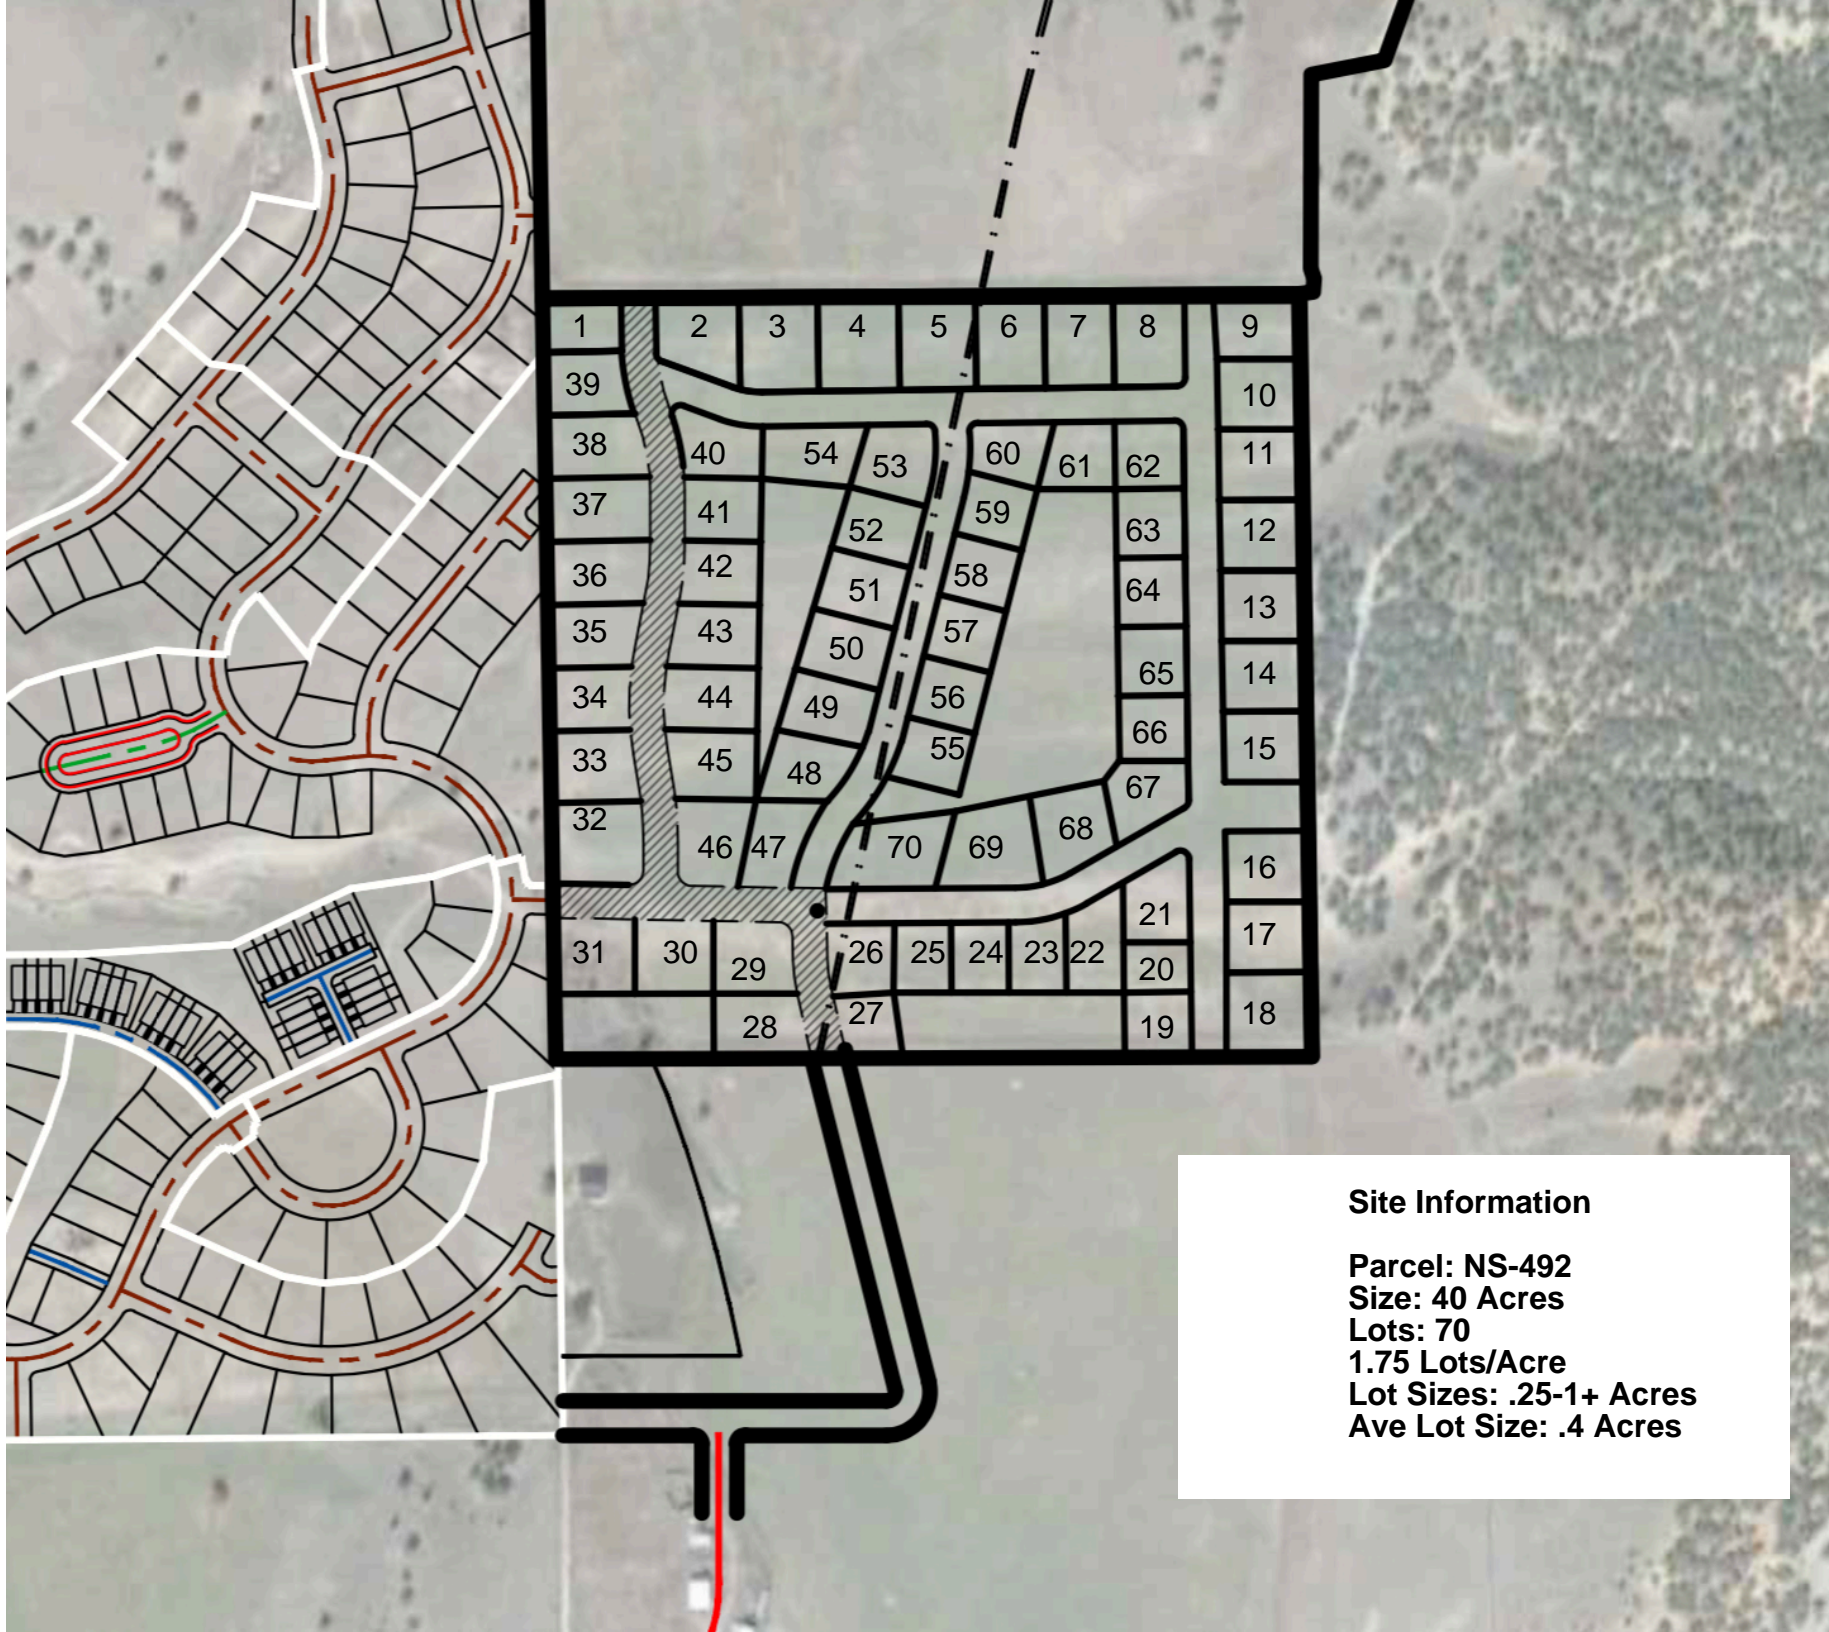 1 2 3 4 5 6 7 8 9
39 10
38 40 54 53 60 61 62 11
37 41 52 59 63 12
36 42 51 58 64 13
35 43 50 57
34 44 49 56 65 14
33 45 48 55 66 15
32 46 47 70 69 68 67
16
31 30 29 26 25 24 23 22 21 17
20
28 27 19 18
Site Information
Parcel: NS-492
Size: 40 Acres
Lots: 70
1.75 Lots/Acre
Lot Sizes: .25-1+ Acres
Ave Lot Size: .4 Acres